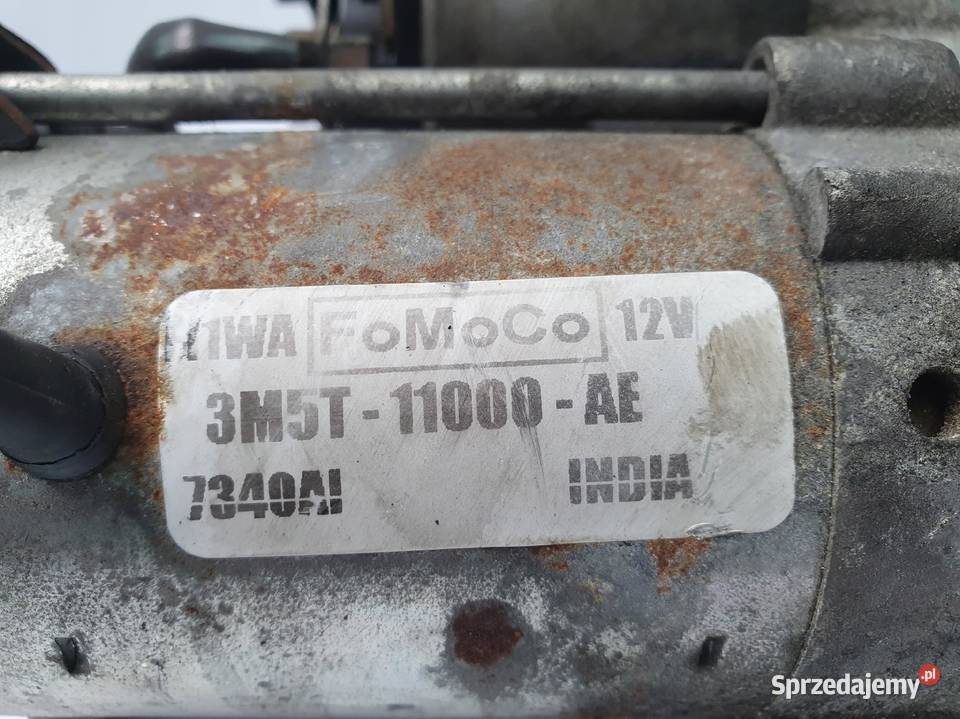 FoMoCo 12V
3M5T-11000-AE
7340AI INDIA
Sprzedajemy.pl